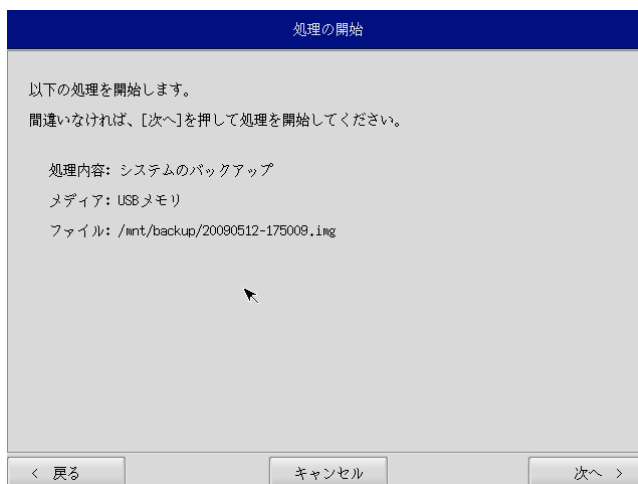 処理の開始
以下の処理を開始します。
間違いなければ、[次へ]を押して処理を開始してください。
処理内容: システムのバックアップ
メディア: USBメモリ
ファイル: /mnt/backup/20090512-175009.img
< 戻る
キャンセル
次へ >